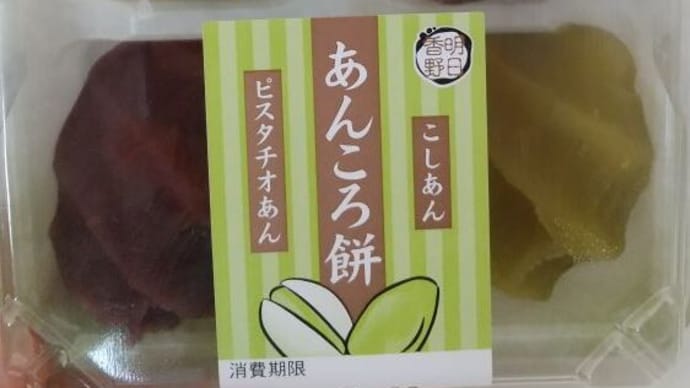 明日
香野
こしあん
あんころ餅
ピスタチオあん
消費期限